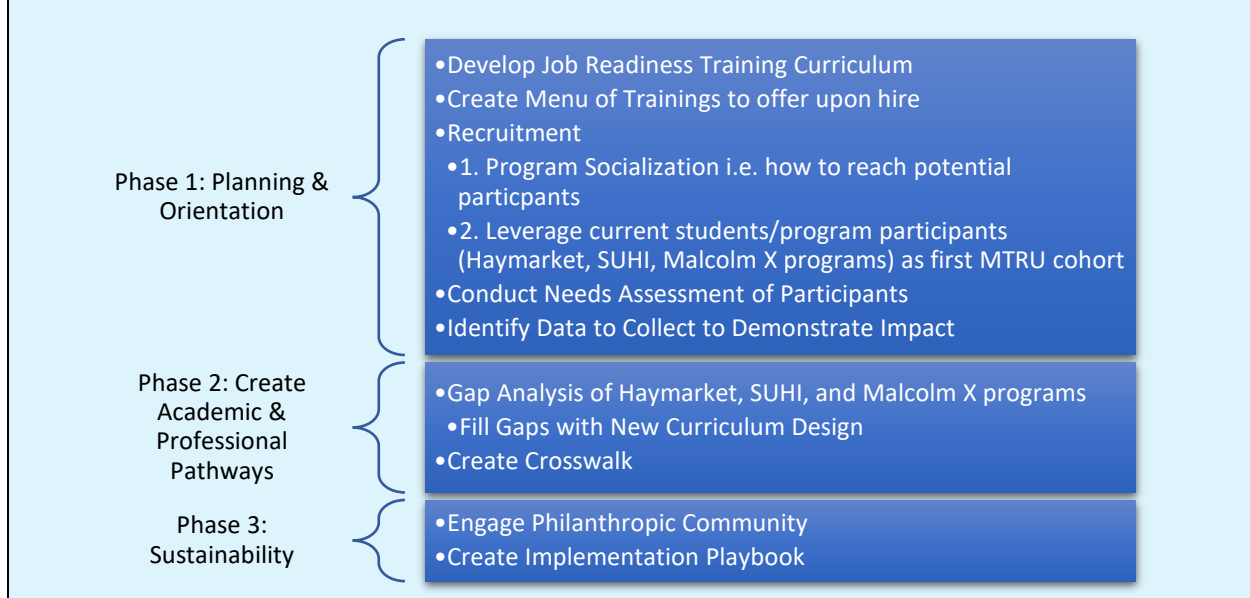 Phase 1: Planning &
Orientation
•Develop Job Readiness Training Curriculum
•Create Menu of Trainings to offer upon hire
•Recruitment
•1. Program Socialization i.e. how to reach potential
particpants
•2. Leverage current students/program participants
(Haymarket, SUHI, Malcolm X programs) as first MTRU cohort
•Conduct Needs Assessment of Participants
•Identify Data to Collect to Demonstrate Impact
Phase 2: Create
Academic &
Professional
Pathways
•Gap Analysis of Haymarket, SUHI, and Malcolm X programs
•Fill Gaps with New Curriculum Design
•Create Crosswalk
Phase 3:
Sustainability
•Engage Philanthropic Community
•Create Implementation Playbook